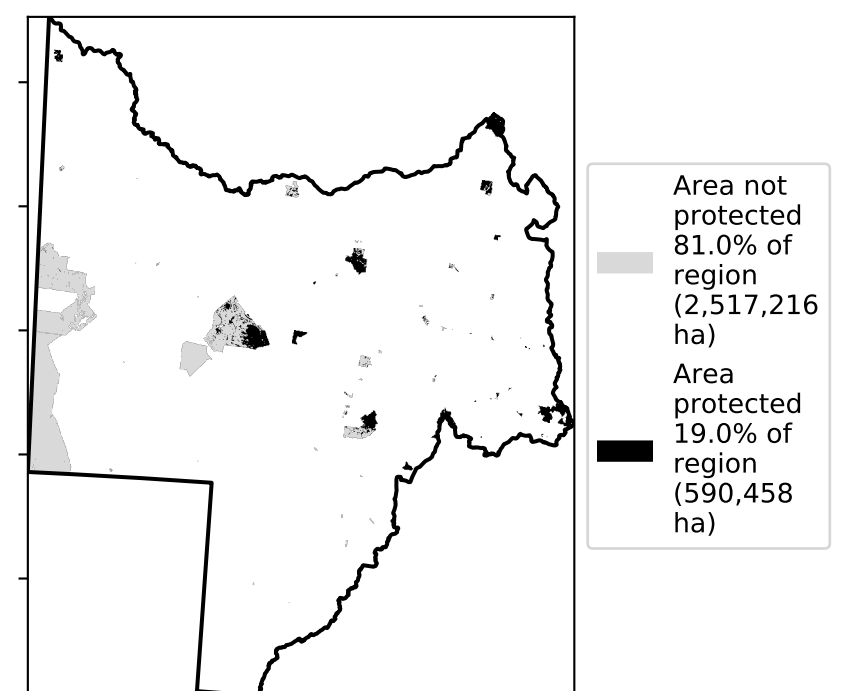 Area not
protected
81.0% of
region
(2,517,216
ha)
Area
protected
19.0% of
region
(590,458
ha)